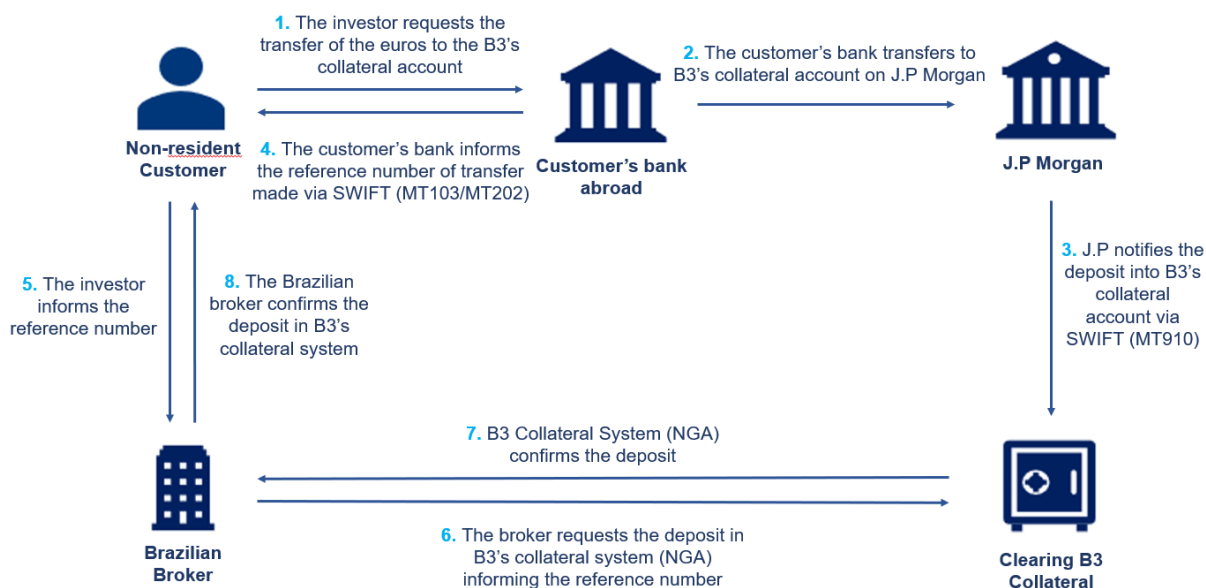 1. The investor requests the
transfer of the euros to the B3's
collateral account
2. The customer's bank transfers to
B3's collateral account on J.P Morgan
Non-resident
Customer
4. The customer's bank informs
the reference number of transfer
made via SWIFT (MT103/MT202)
Customer's bank
abroad
J.P Morgan
3. J.P notifies the
deposit into B3's
collateral
account via
SWIFT (MT910)
5. The investor
informs the
reference number
8. The Brazilian
broker confirms the
deposit in B3's
collateral system
7. B3 Collateral System (NGA)
confirms the deposit
6. The broker requests the deposit in
B3's collateral system (NGA)
informing the reference number
Brazilian
Broker
Clearing B3
Collateral